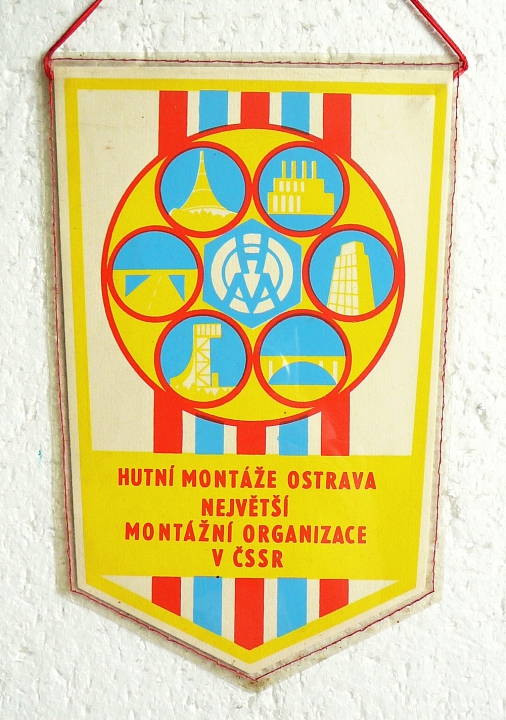 HUTNÍ MONTÁŽE OSTRAVA
NEJVĚTŠÍ
MONTÁŽNÍ ORGANIZACE
V ČSSR